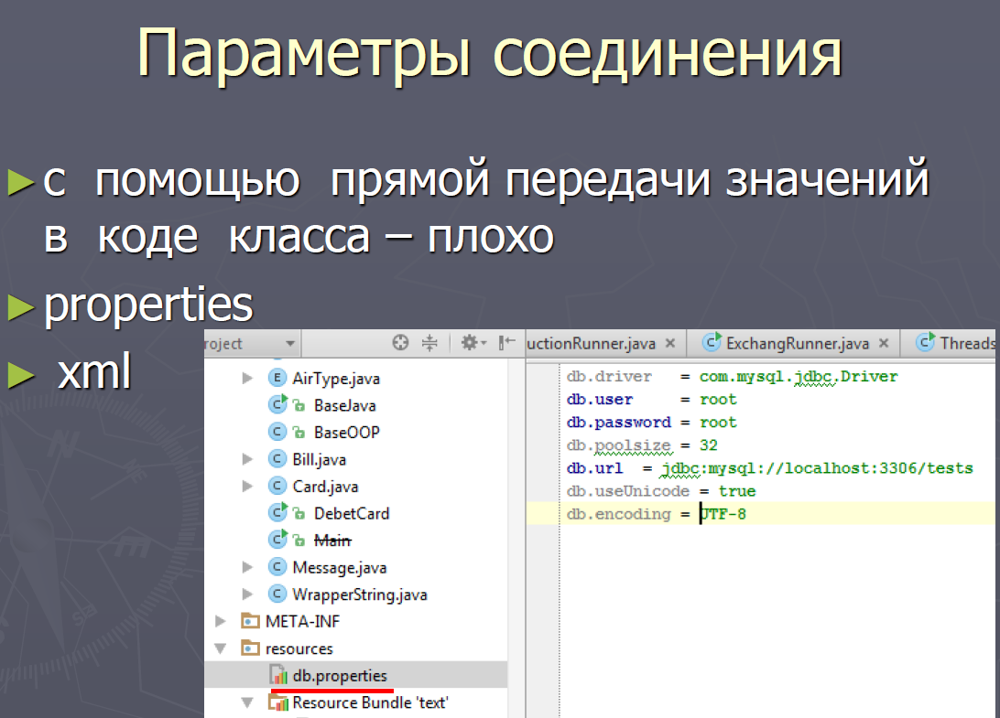 Параметры соединения
с помощью прямой передачи значений
в коде класса – плохо
properties
xml
roject
AirType.java
BaseJava
BaseOOP
Bill.java
Card.java
DebetCard
Main
Message.java
WrapperString.java
META-INF
resources
db.properties
Resource Bundle 'text'
uctionRunner.java
ExchangRunner.java
Threads
db.driver = com.mysql.jdbc.Driver
db.user = root
db.password = root
db.poolsize = 32
db.url = jdbc:mysql://localhost:3306/tests
db.useUnicode = true
db.encoding = UTF-8